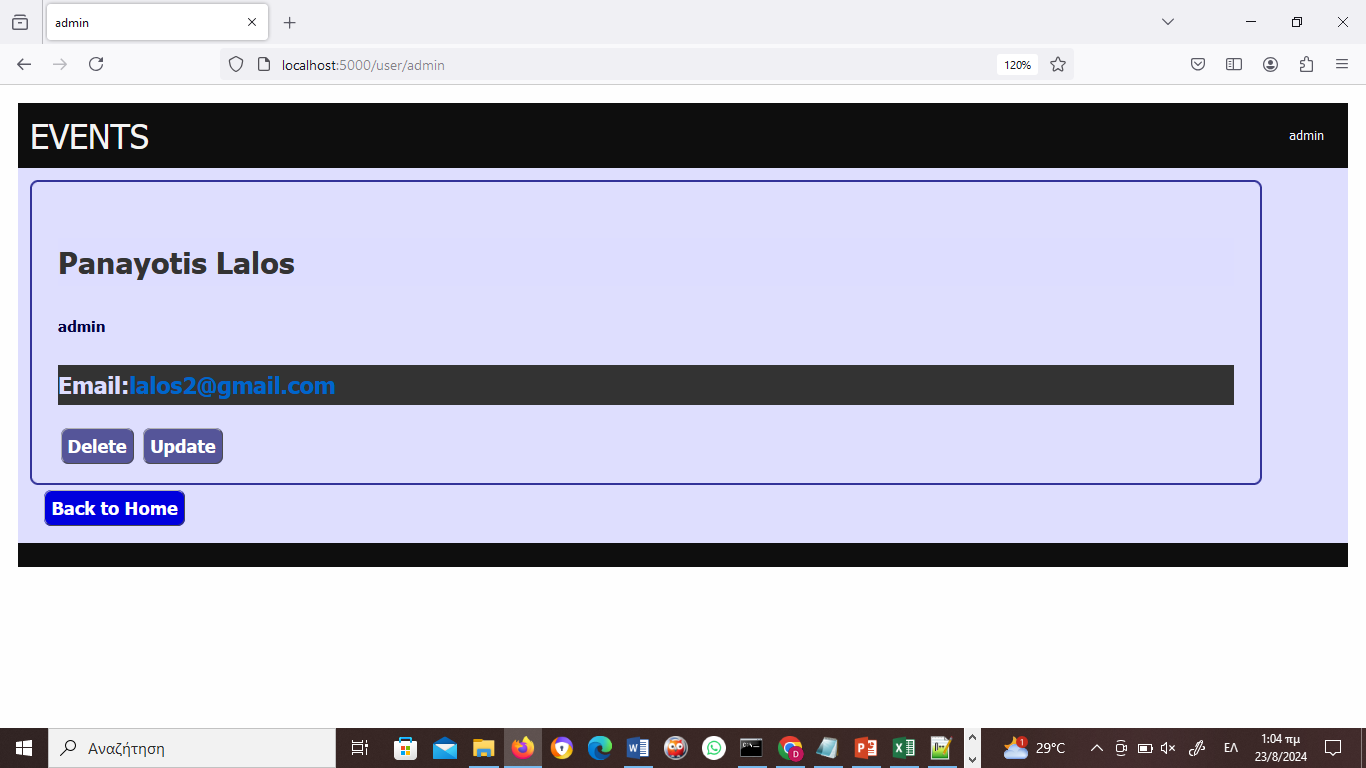 admin
localhost:5000/user/admin
120%
EVENTS
admin
Panayotis Lalos
admin
Email:lalos2@gmail.com
Delete
Update
Back to Home
Αναζήτηση
D
1
29°C
ΕΛ
1:04 πμ
23/8/2024